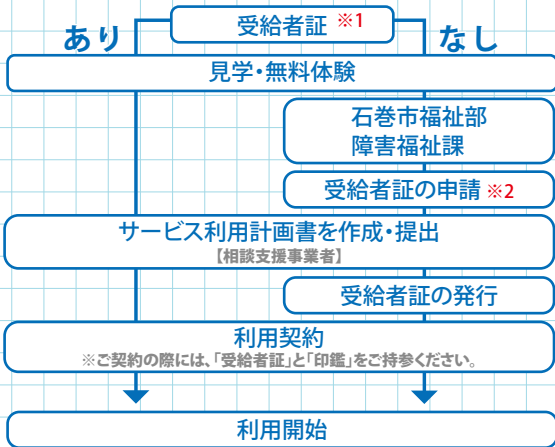 受給者証 ※1
あり
なし
見学・無料体験
石巻市福祉部
障害福祉課
受給者証の申請 ※2
サービス利用計画書を作成・提出
【相談支援事業者】
受給者証の発行
利用契約
※ご契約の際には、「受給者証」と「印鑑」をご持参ください。
利用開始